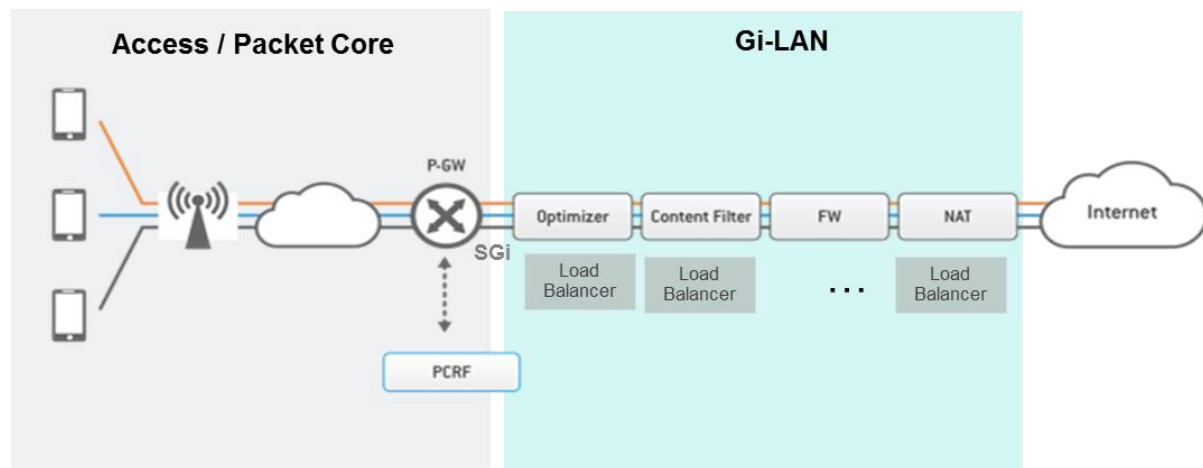 Access / Packet Core
Gi-LAN
P-GW
SGi
Optimizer
Content Filter
FW
NAT
Internet
Load
Balancer
Load
Balancer
...
Load
Balancer
PCRF